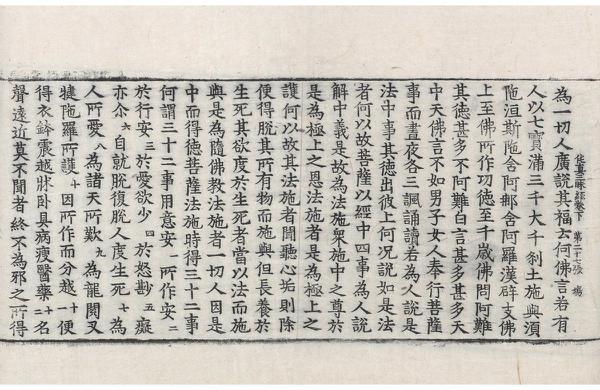 為一切人廣說其福云何佛言若有
伅真陁羅經卷下 第二十一張 場
人以七寶滿三千大千刹土施與須
陁洹斯陁含阿那含阿羅漢辟支佛
上至佛所作功德至千歲佛問阿難
其德甚多不阿難白言甚多甚多天
中天佛言不如男子女人奉行菩薩
事而晝夜各三諷誦讀若為人說是
法中事其德出彼上何况說如是法
者何以故菩薩以經中四事為人說
解中義是故為法施衆施中之尊於
是為極上之恩法施者是為極上之
護何以故其法施者聞聽心垢則除
便得脫其所有物而施與但長養於
生死其欲度於生死者當以法而施
與是為隨佛教法施者一切人因是
中而得德菩薩法施時得三十二事
何謂三十二事用意安一所作安二
於行安三於愛欲少四於怒尠五癡
亦尒六自就脫復脫人度生死七為
人所愛八為諸天所歎九為龍閱叉
揵陁羅所護十因所作而分越一便
得衣鉢震越牀卧具病瘦醫藥二十名
聲遠近莫不聞者終不為邪之所得